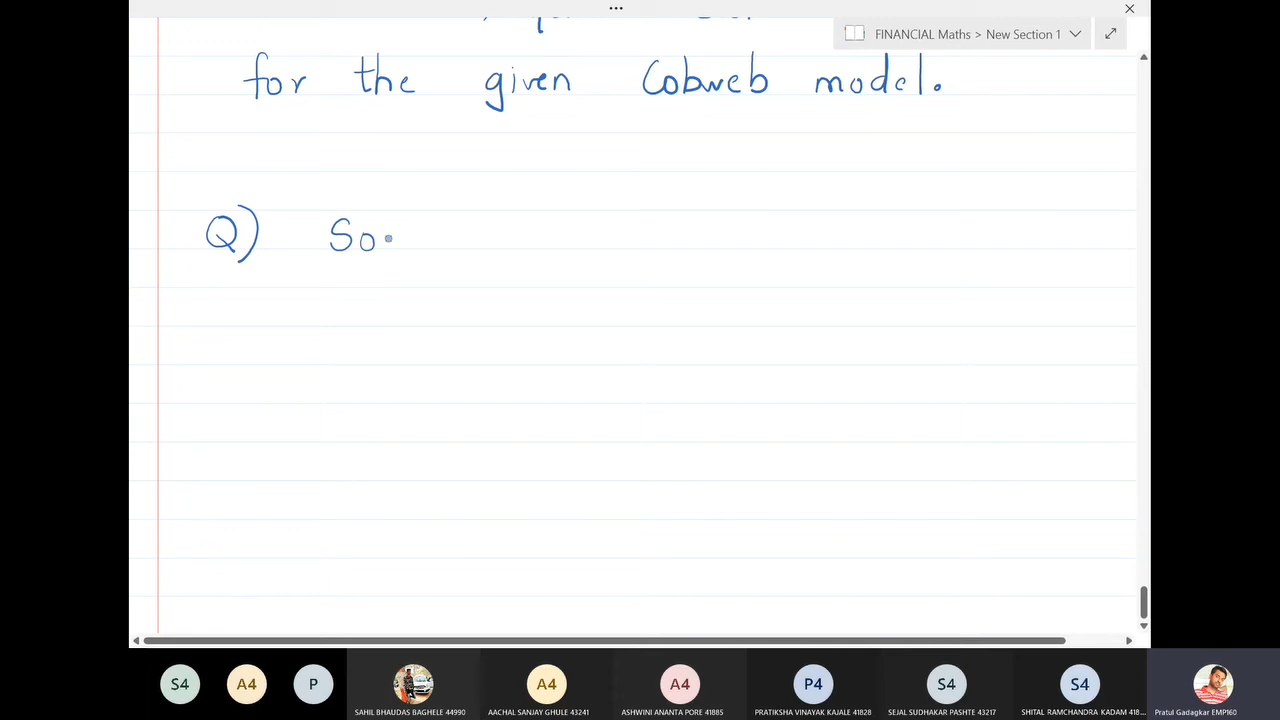 FINANCIAL Maths > New Section 1
for the given Cobweb model.
Q) So
S4
A4
P
A4
A4
P4
S4
S4
SAHIL BHAUDAS BAGHELE 44990
AACHAL SANJAY GHULE 43241
ASHWINI ANANTA PORE 41885
PRATIKSHA VINAYAK KAJALE 41828
SEJAL SUDHAKAR PASHTE 43217
SHITAL RAMCHANDRA KADAM 418...
Pratul Gadagkar EMP160